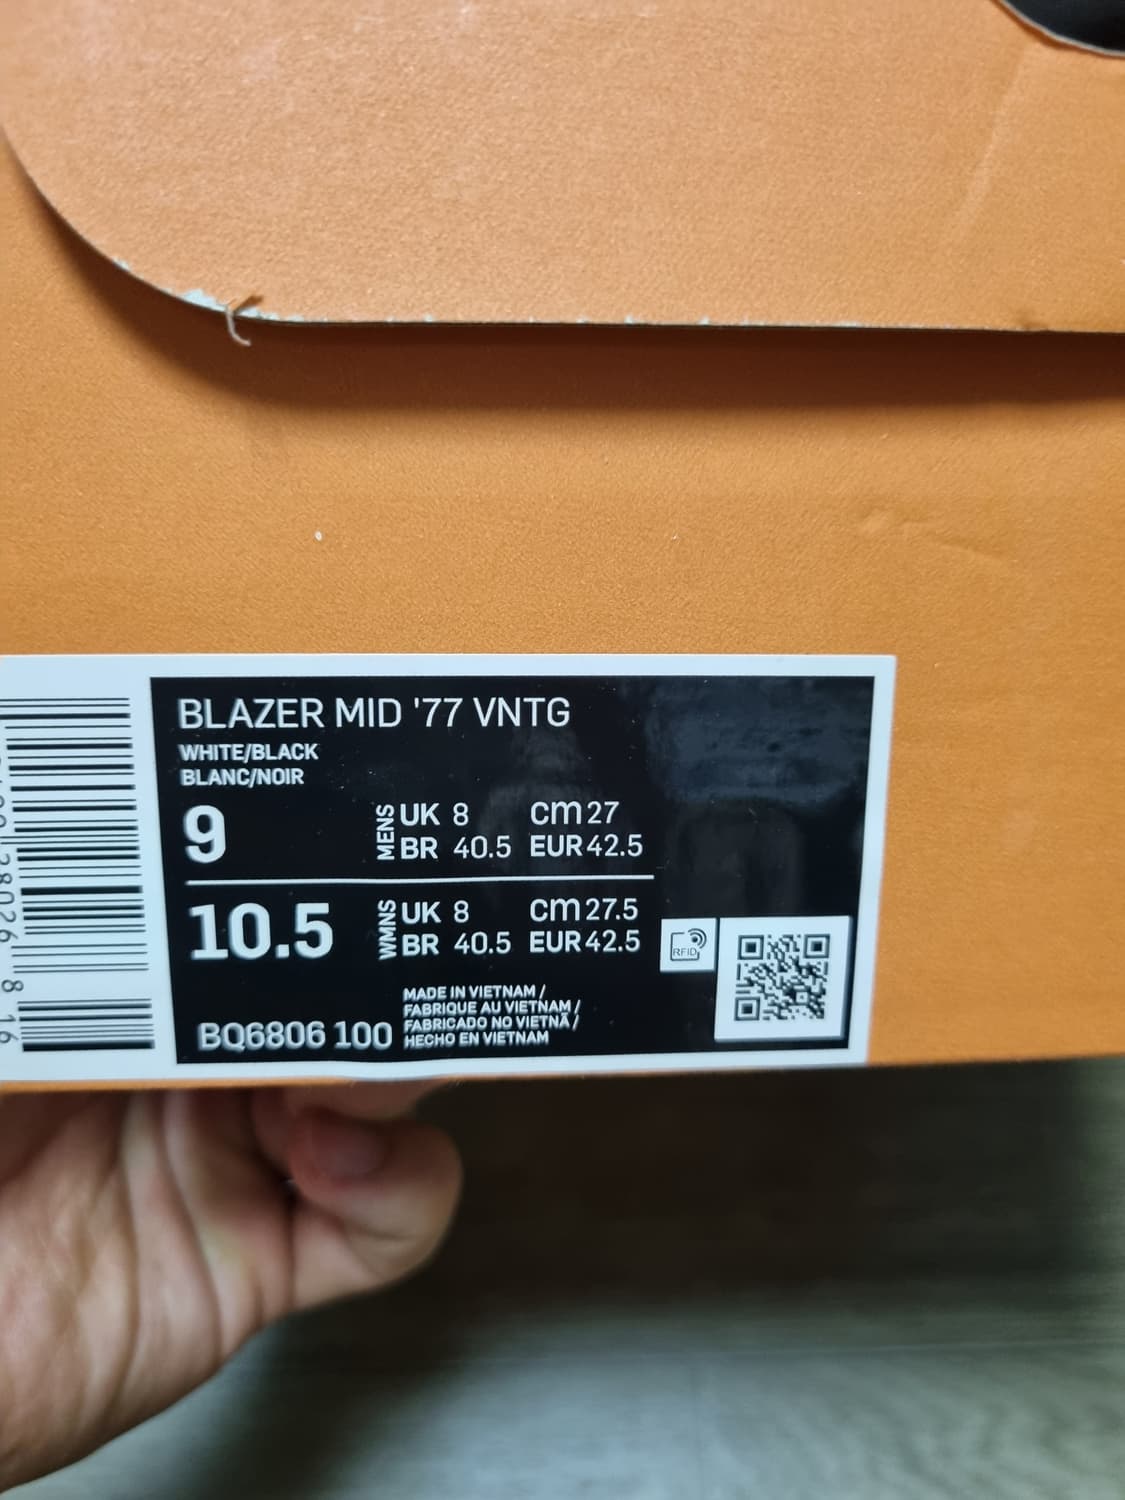 BLAZER MID '77 VNTG
WHITE/BLACK
BLANC/NOIR
9
MENS
UK 8 cm 27
BR 40.5 EUR 42.5
10.5
WMNS
UK 8 cm 27.5
BR 40.5 EUR 42.5
RFID
MADE IN VIETNAM /
FABRIQUE AU VIETNAM /
FABRICADO NO VIETNÃ /
HECHO EN VIETNAM
BQ6806 100